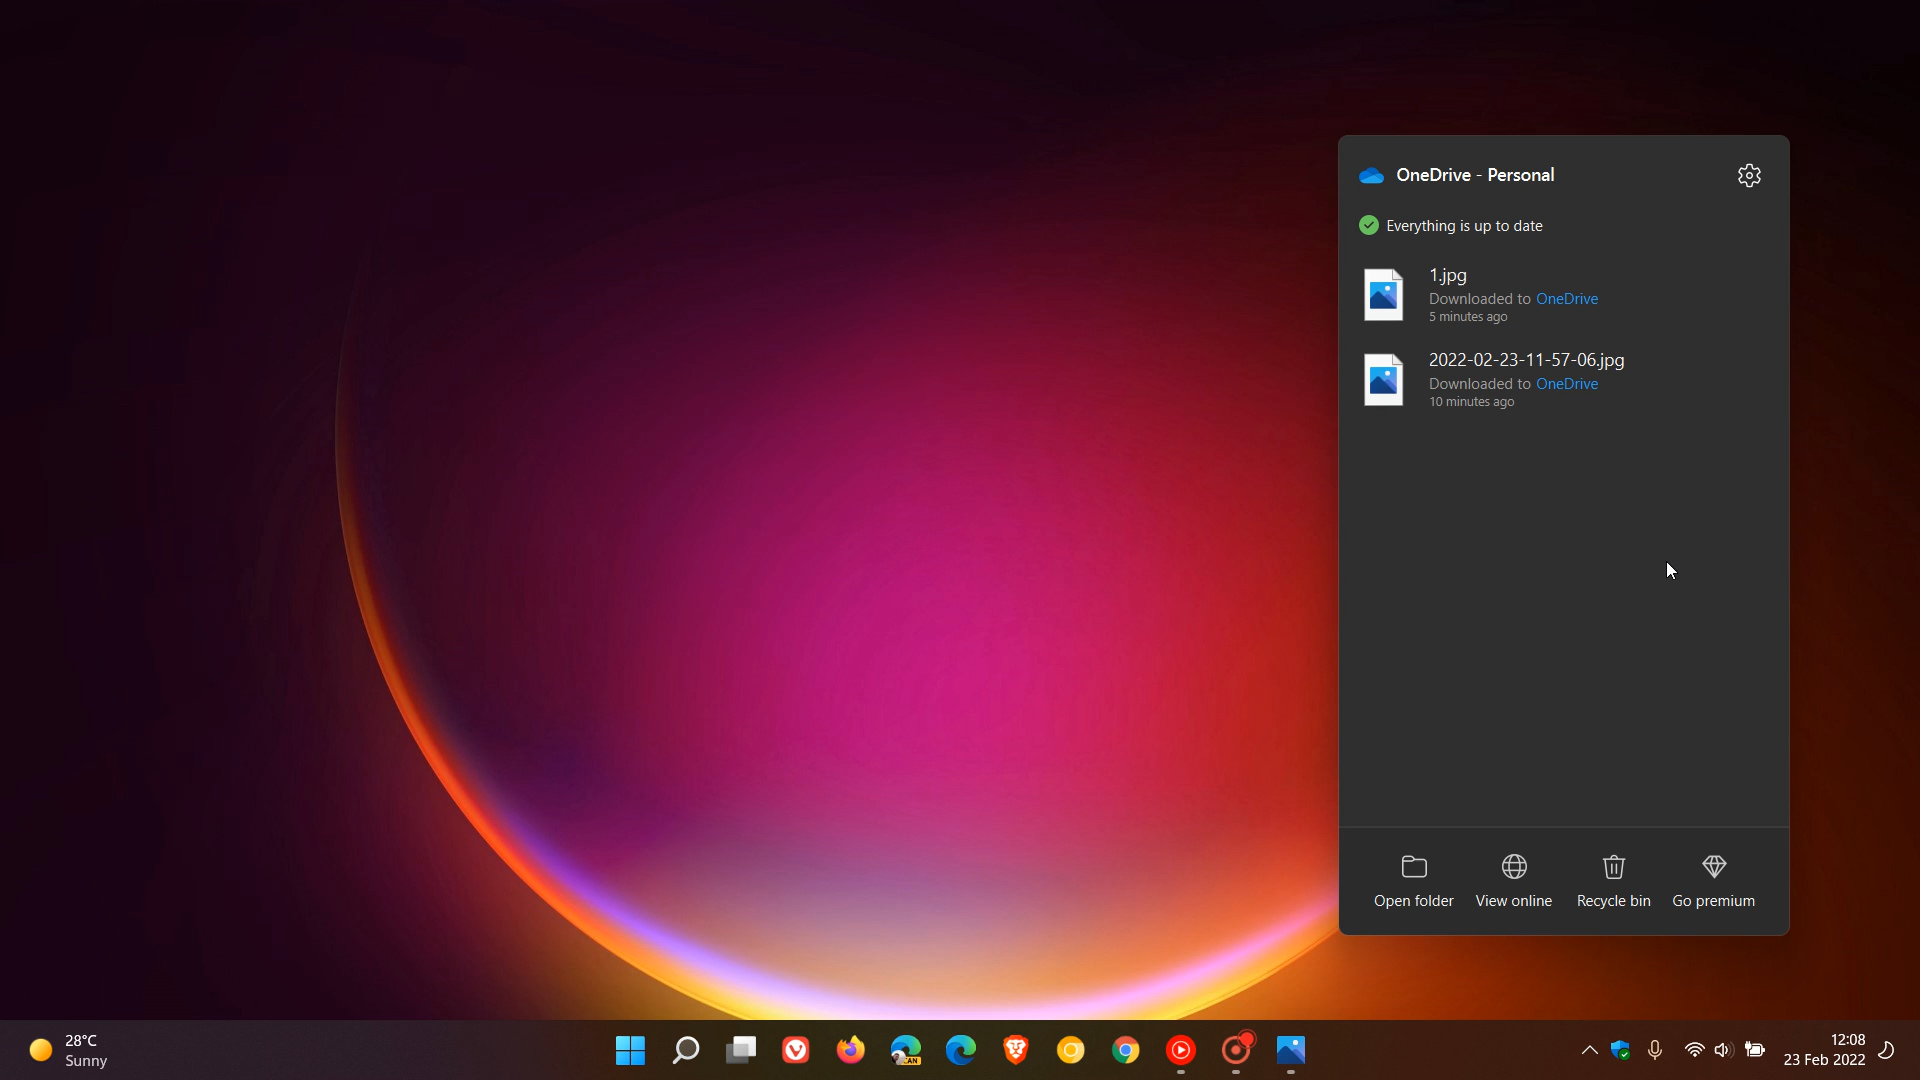 OneDrive - Personal
Everything is up to date
1.jpg
Downloaded to OneDrive
5 minutes ago
2022-02-23-11-57-06.jpg
Downloaded to OneDrive
10 minutes ago
Open folder
View online
Recycle bin
Go premium
28°C
Sunny
CAN
12:08
23 Feb 2022